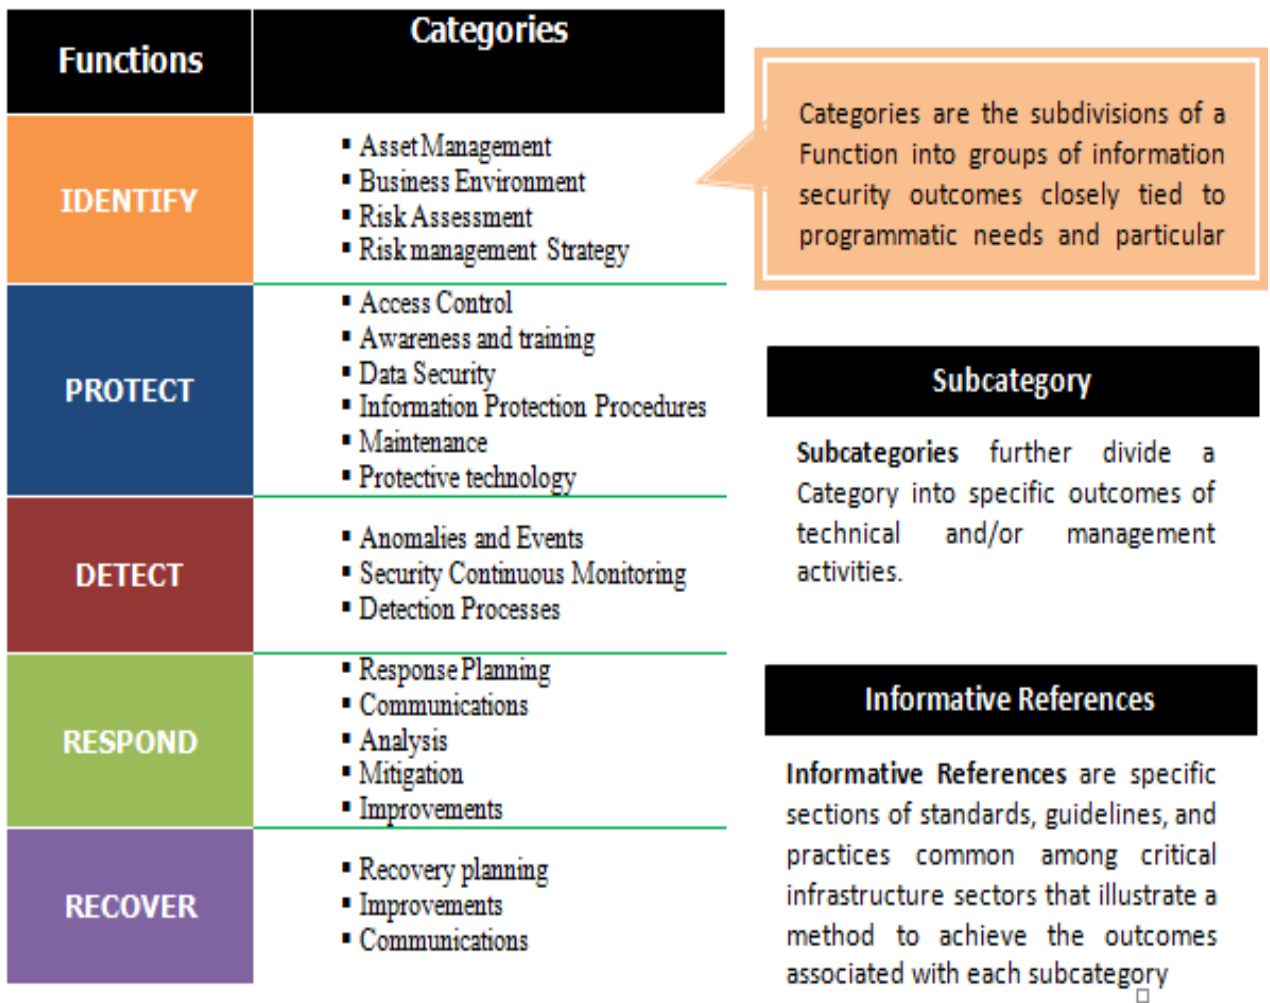 Functions
Categories
IDENTIFY
▪ Asset Management
▪ Business Environment
▪ Risk Assessment
▪ Risk management Strategy
PROTECT
▪ Access Control
▪ Awareness and training
▪ Data Security
▪ Information Protection Procedures
▪ Maintenance
▪ Protective technology
DETECT
▪ Anomalies and Events
▪ Security Continuous Monitoring
▪ Detection Processes
RESPOND
▪ Response Planning
▪ Communications
▪ Analysis
▪ Mitigation
▪ Improvements
RECOVER
▪ Recovery planning
▪ Improvements
▪ Communications
Categories are the subdivisions of a
Function into groups of information
security outcomes closely tied to
programmatic needs and particular
Subcategory
Subcategories further divide a
Category into specific outcomes of
technical and/or management
activities.
Informative References
Informative References are specific
sections of standards, guidelines, and
practices common among critical
infrastructure sectors that illustrate a
method to achieve the outcomes
associated with each subcategory